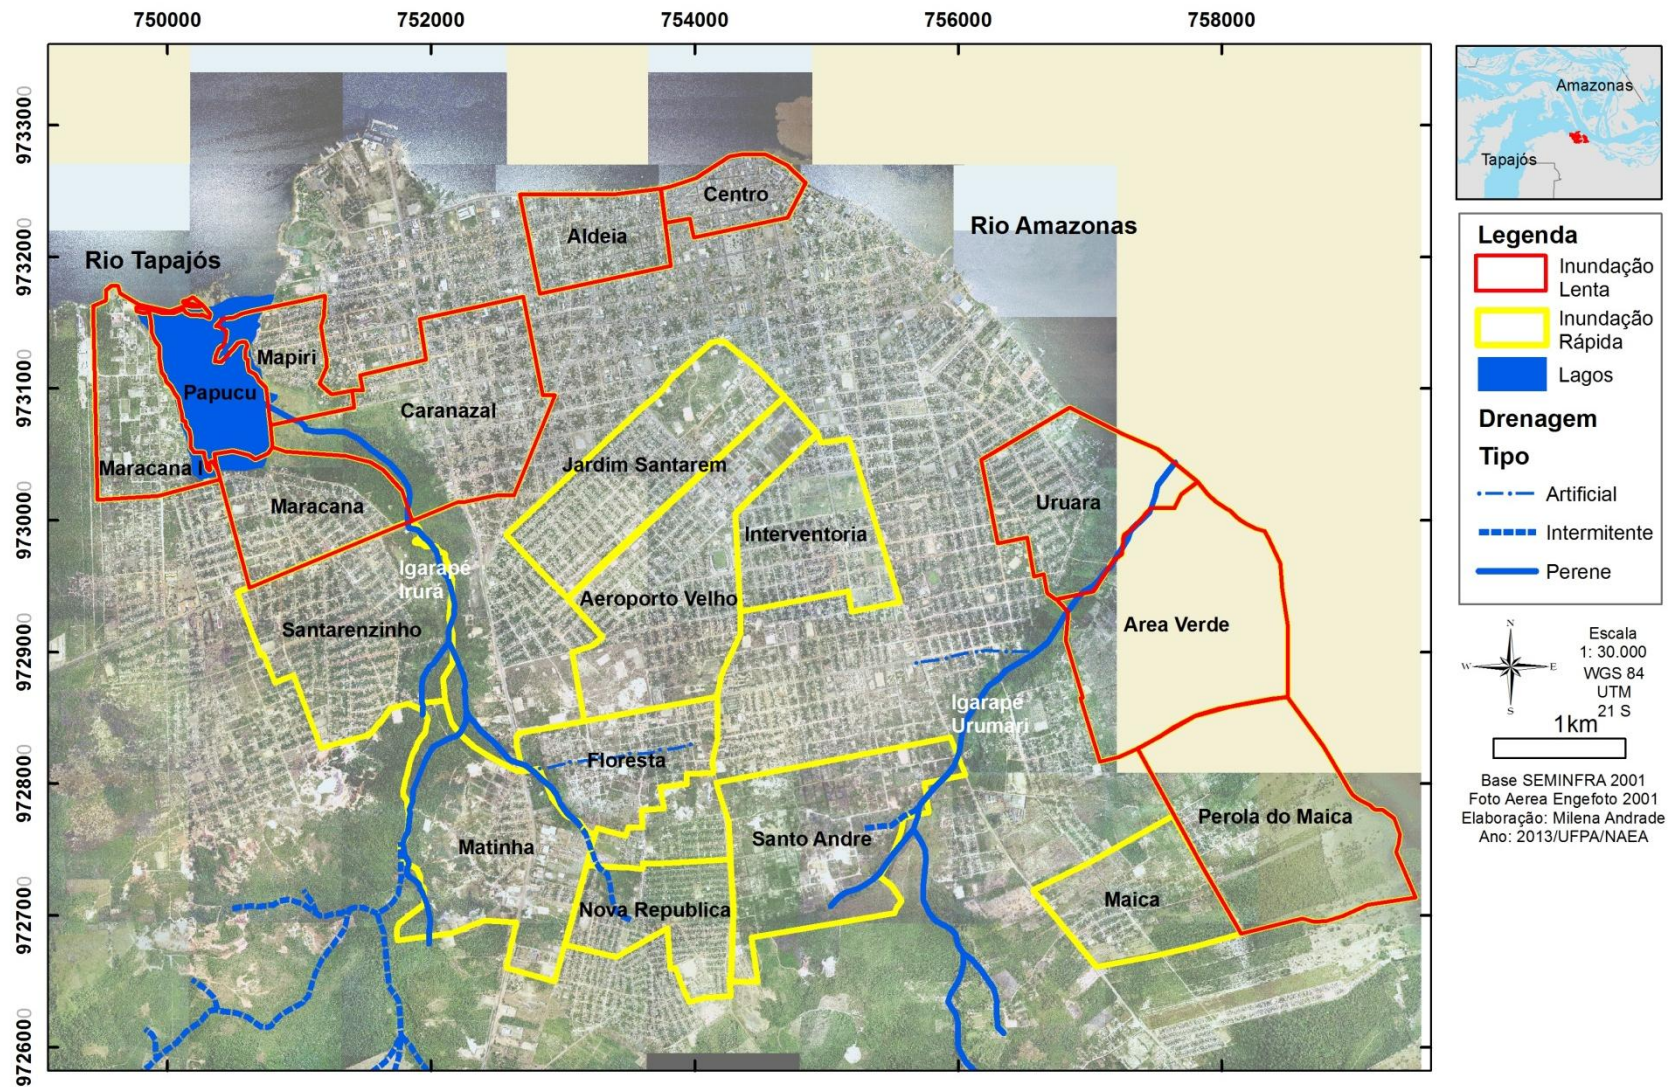 750000
752000
754000
756000
758000
9733000
9732000
9731000
9730000
9729000
9728000
9727000
9726000
Rio Tapajós
Rio Amazonas
Centro
Aldeia
Mapiri
Papucu
Caranazal
Maracana I
Maracana
Jardim Santarem
Interventoria
Uruara
Igarapé
Irurá
Santarenzinho
Aeroporto Velho
Area Verde
Igarapé
Urumari
Floresta
Matinha
Santo Andre
Perola do Maica
Nova Republica
Maica
Amazonas
Tapajós
Legenda
Inundação
Lenta
Inundação
Rápida
Lagos
Drenagem
Tipo
Artificial
Intermitente
Perene
N
W
E
S
Escala
1: 30.000
WGS 84
UTM
21 S
1km
Base SEMINFRA 2001
Foto Aerea Engefoto 2001
Elaboração: Milena Andrade
Ano: 2013/UFPA/NAEA